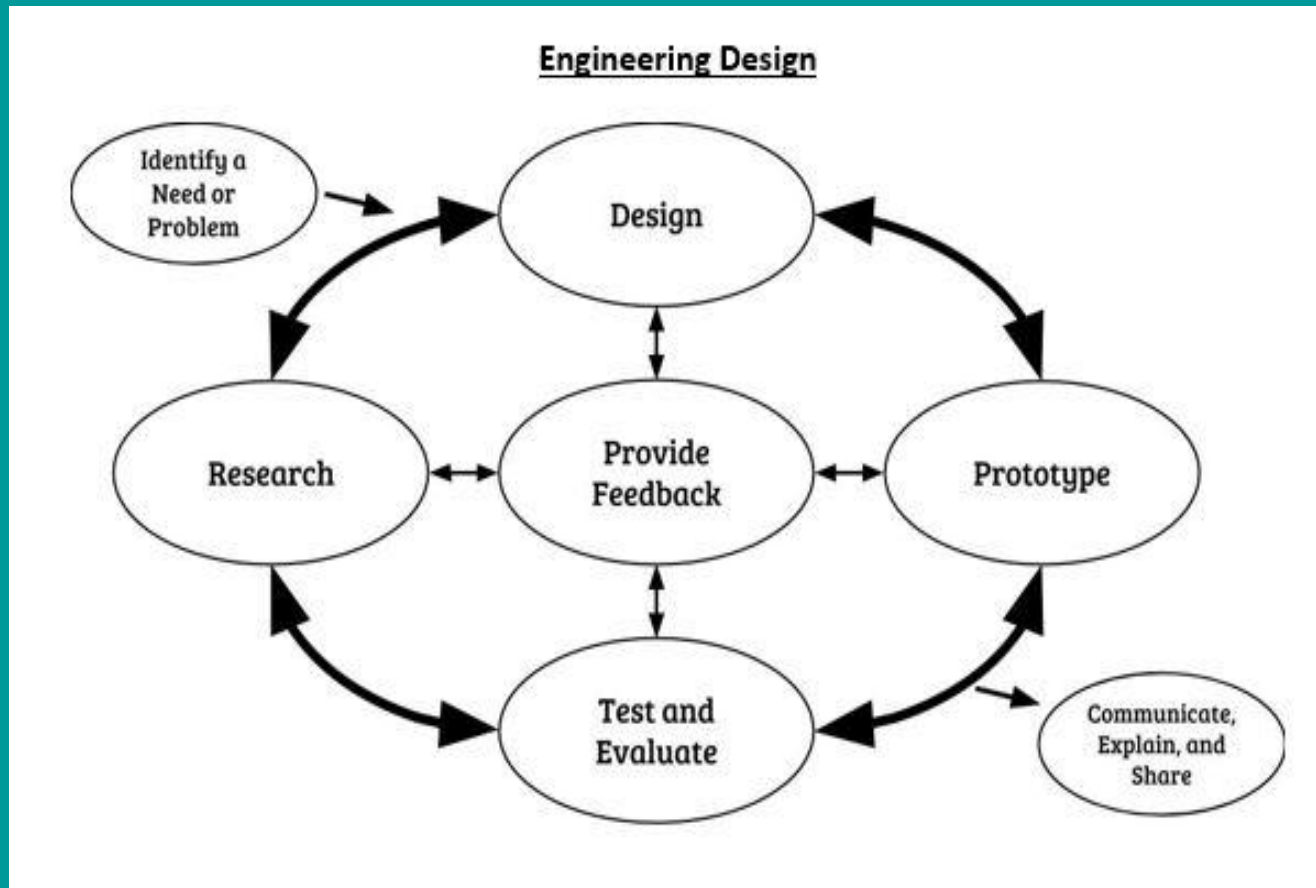 Engineering Design
Identify a
Need or
Problem
Design
Research
Provide
Feedback
Prototype
Test and
Evaluate
Communicate,
Explain, and
Share